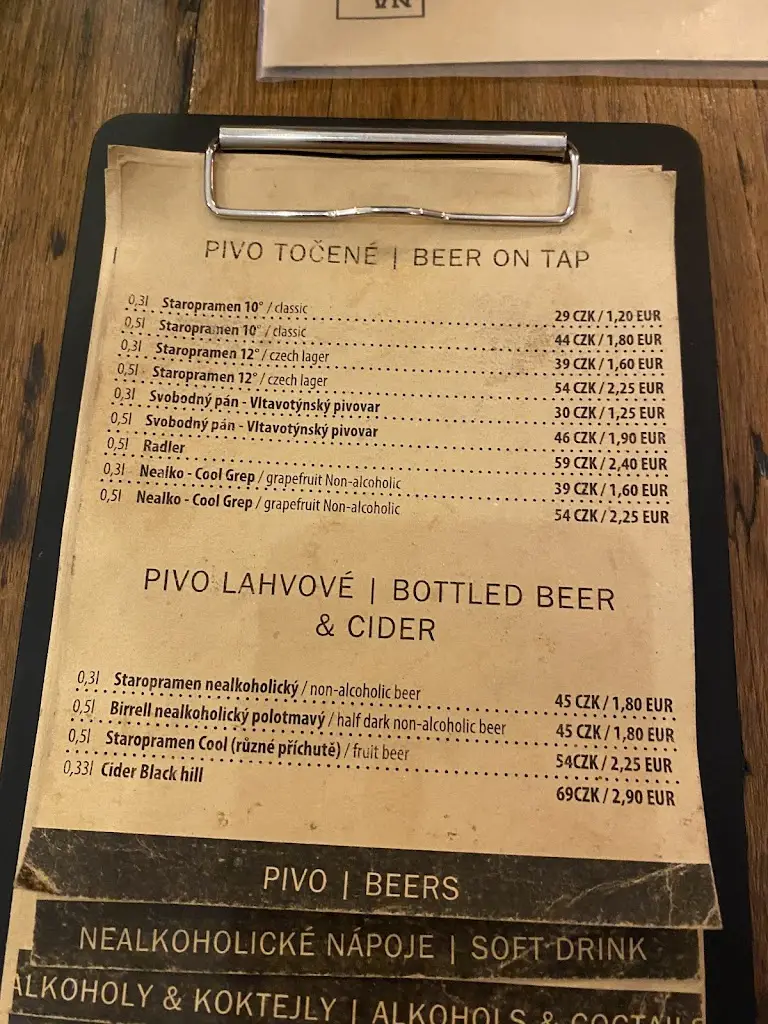 PIVO TOČENÉ | BEER ON TAP
0,3l Staropramen 10° / classic 29 CZK / 1,20 EUR
0,5l Staropramen 10° / classic 44 CZK / 1,80 EUR
0,3l Staropramen 12° / czech lager 39 CZK / 1,60 EUR
0,5l Staropramen 12° / czech lager 54 CZK / 2,25 EUR
0,3l Svobodný pán - Vltavotýnský pivovar 30 CZK / 1,25 EUR
0,5l Svobodný pán - Vltavotýnský pivovar 46 CZK / 1,90 EUR
0,5l Radler 59 CZK / 2,40 EUR
0,3l Nealko - Cool Grep / grapefruit Non-alcoholic 39 CZK / 1,60 EUR
0,5l Nealko - Cool Grep / grapefruit Non-alcoholic 54 CZK / 2,25 EUR
PIVO LAHVOVÉ | BOTTLED BEER
& CIDER
0,3l Staropramen nealkoholický / non-alcoholic beer 45 CZK / 1,80 EUR
0,5l Birrell nealkoholický polotmavý / half dark non-alcoholic beer 45 CZK / 1,80 EUR
0,5l Staropramen Cool (různé příchutě) / fruit beer 54CZK / 2,25 EUR
0,33l Cider Black hill 69CZK / 2,90 EUR
PIVO | BEERS
NEALKOHOLICKÉ NÁPOJE | SOFT DRINK
ALKOHOLY & KOKTEJLY | ALKOHOLS & COCTAILS